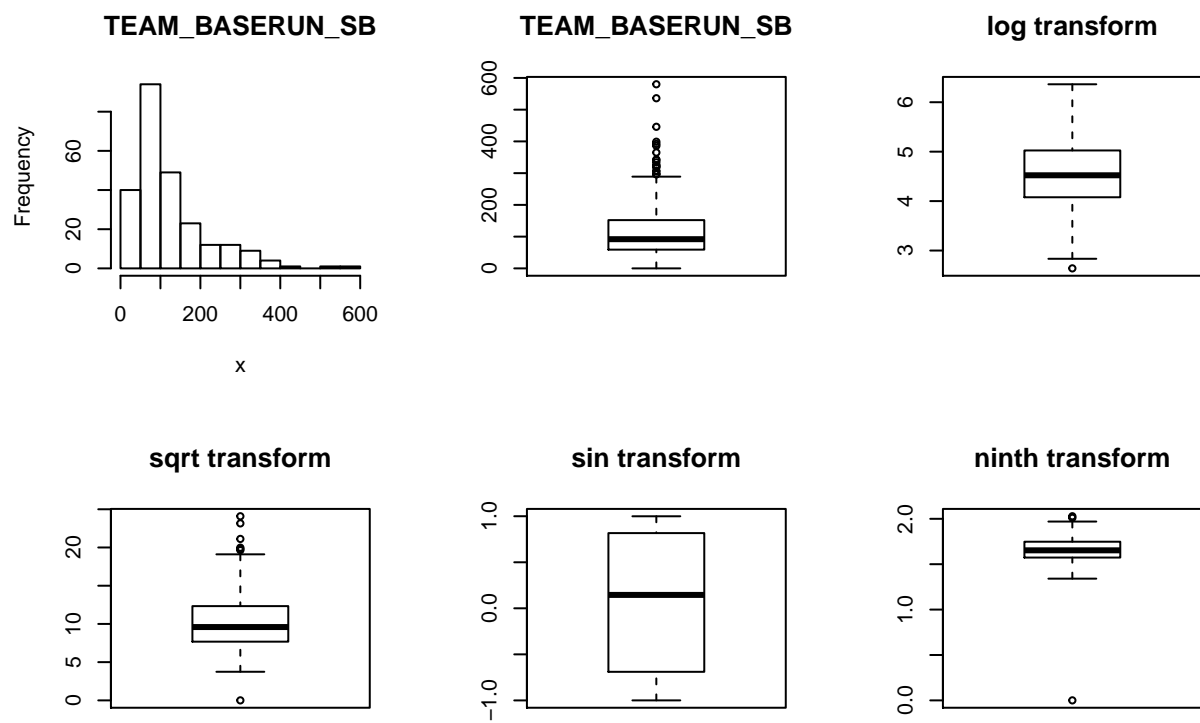 TEAM_BASERUN_SB
Frequency
0 20 60
0 200 400 600
x
TEAM_BASERUN_SB
0 200 400 600
log transform
3 4 5 6
sqrt transform
0 5 10 20
sin transform
−1.0 0.0 1.0
ninth transform
0.0 1.0 2.0